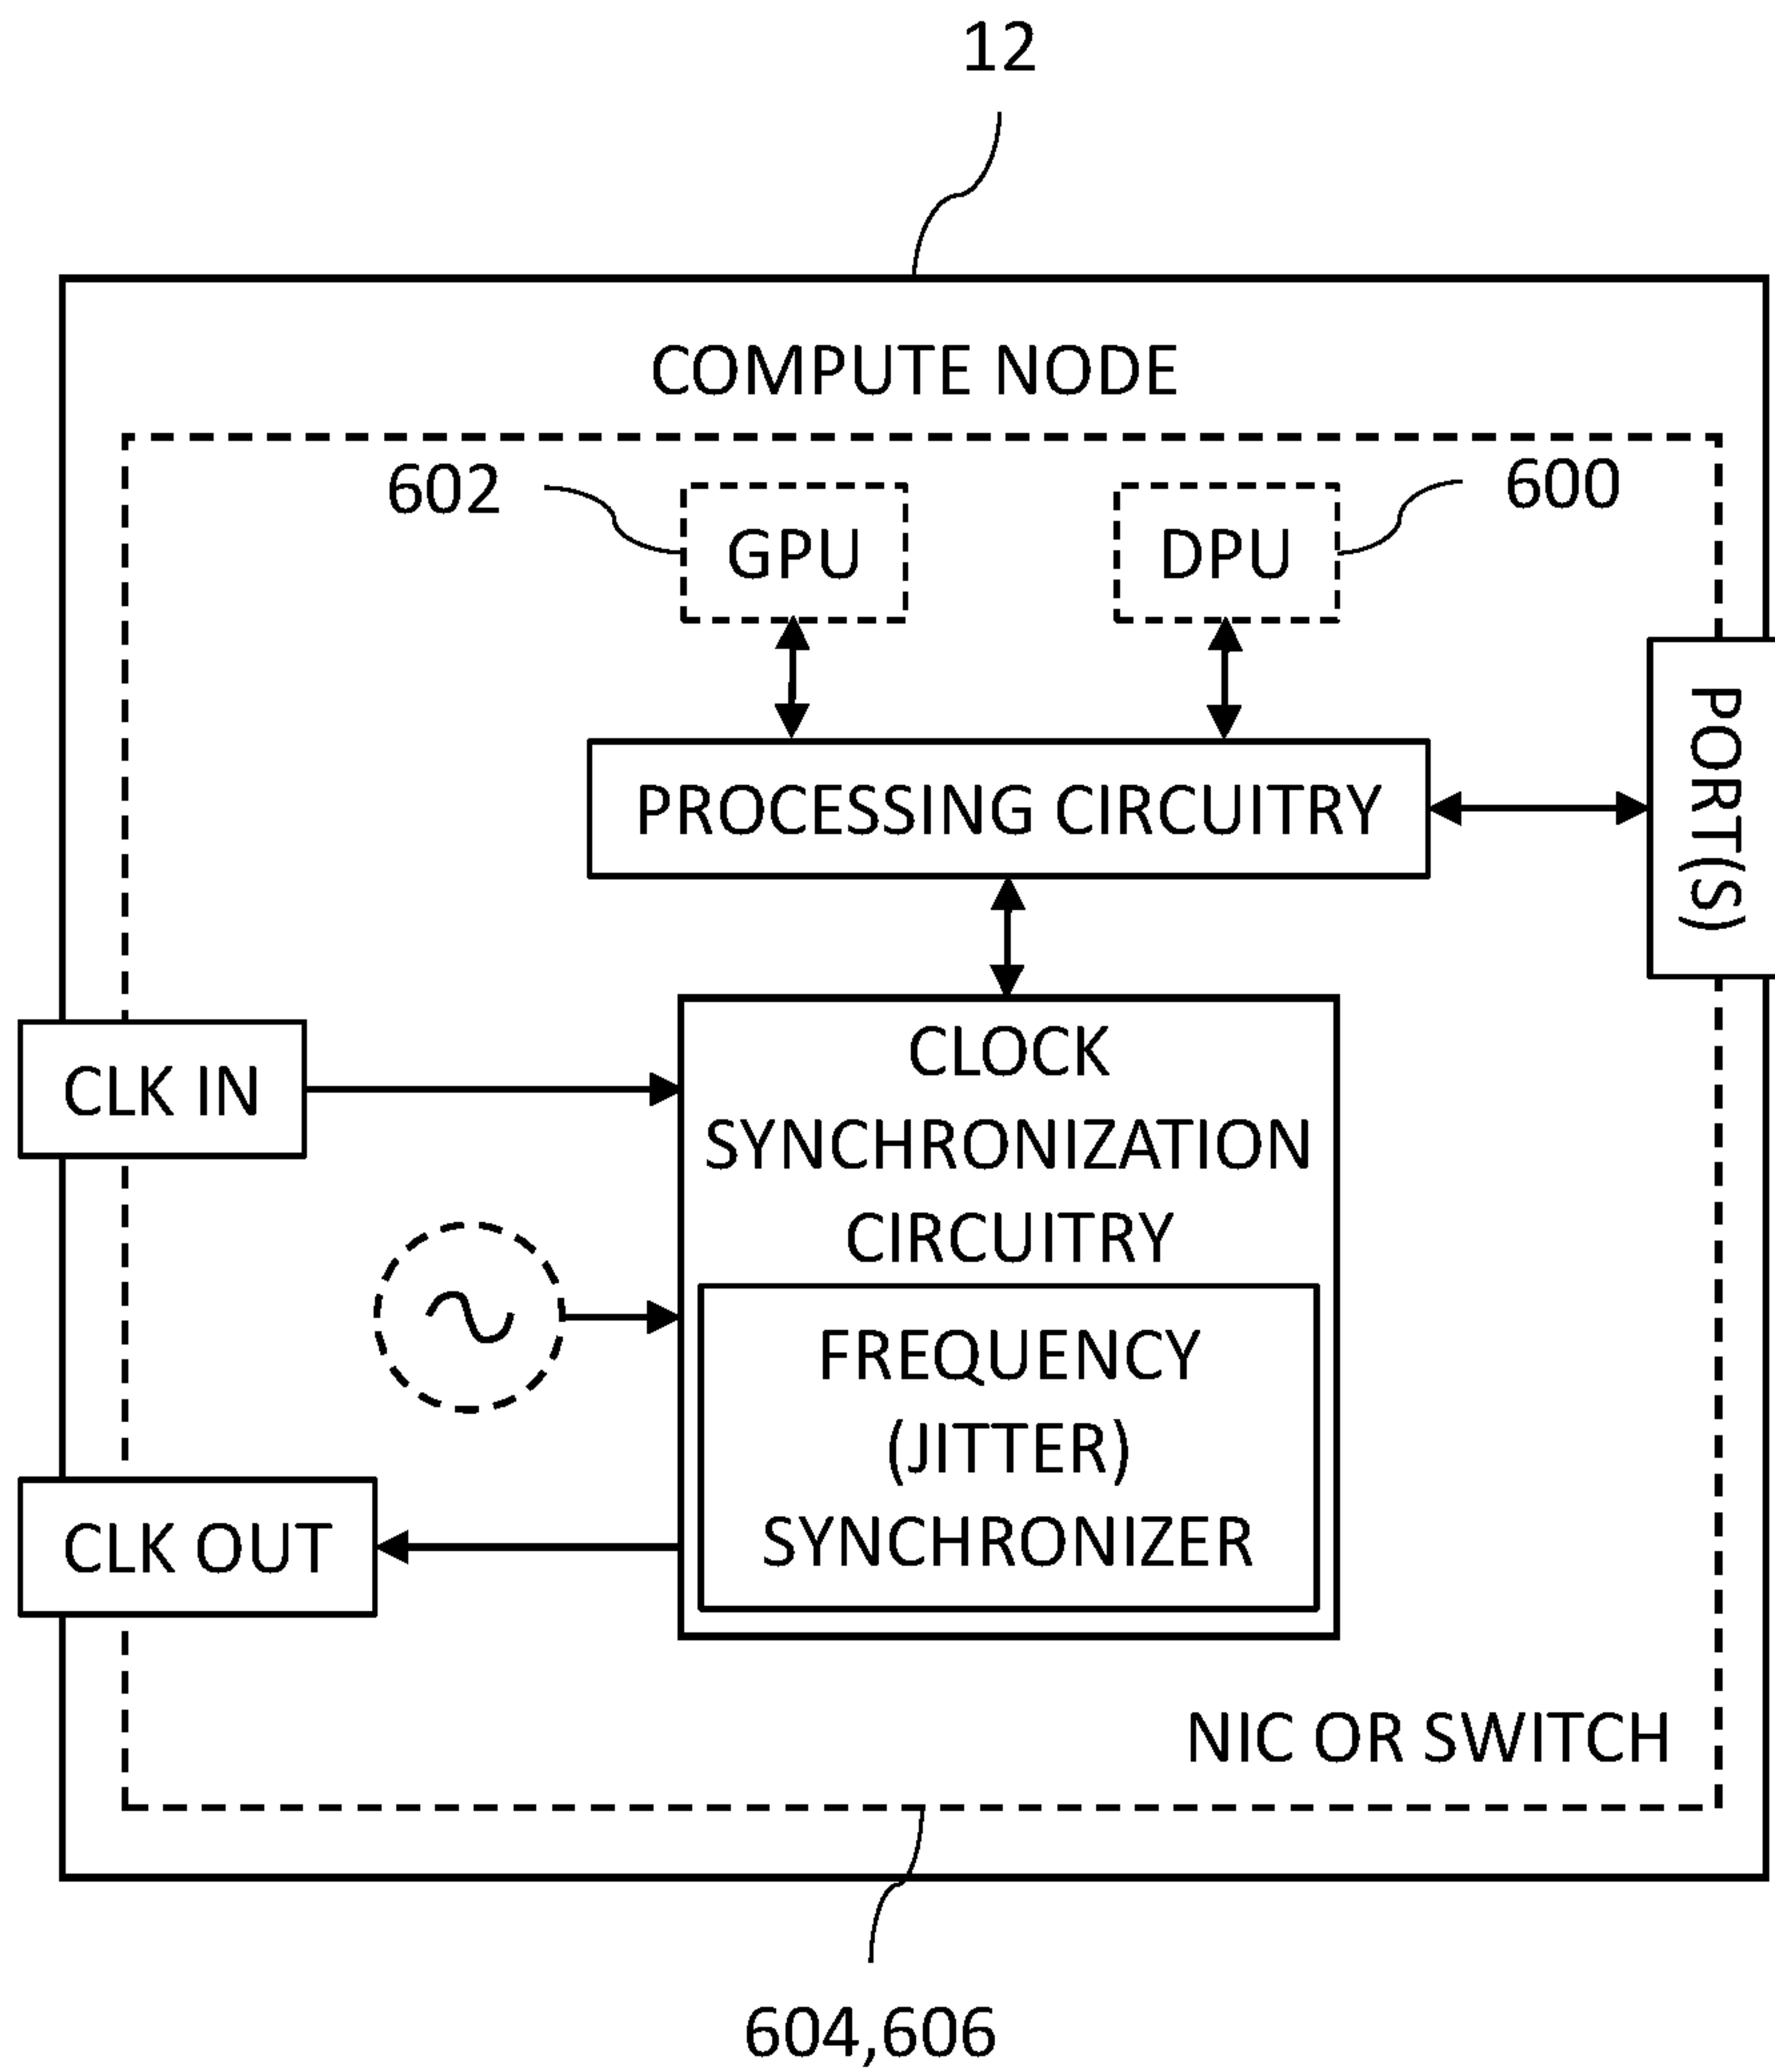 12
COMPUTE NODE
602
600
GPU
DPU
PROCESSING CIRCUITRY
PORT(S)
CLK IN
CLOCK
SYNCHRONIZATION
CIRCUITRY
FREQUENCY
(JITTER)
SYNCHRONIZER
CLK OUT
NIC OR SWITCH
604,606